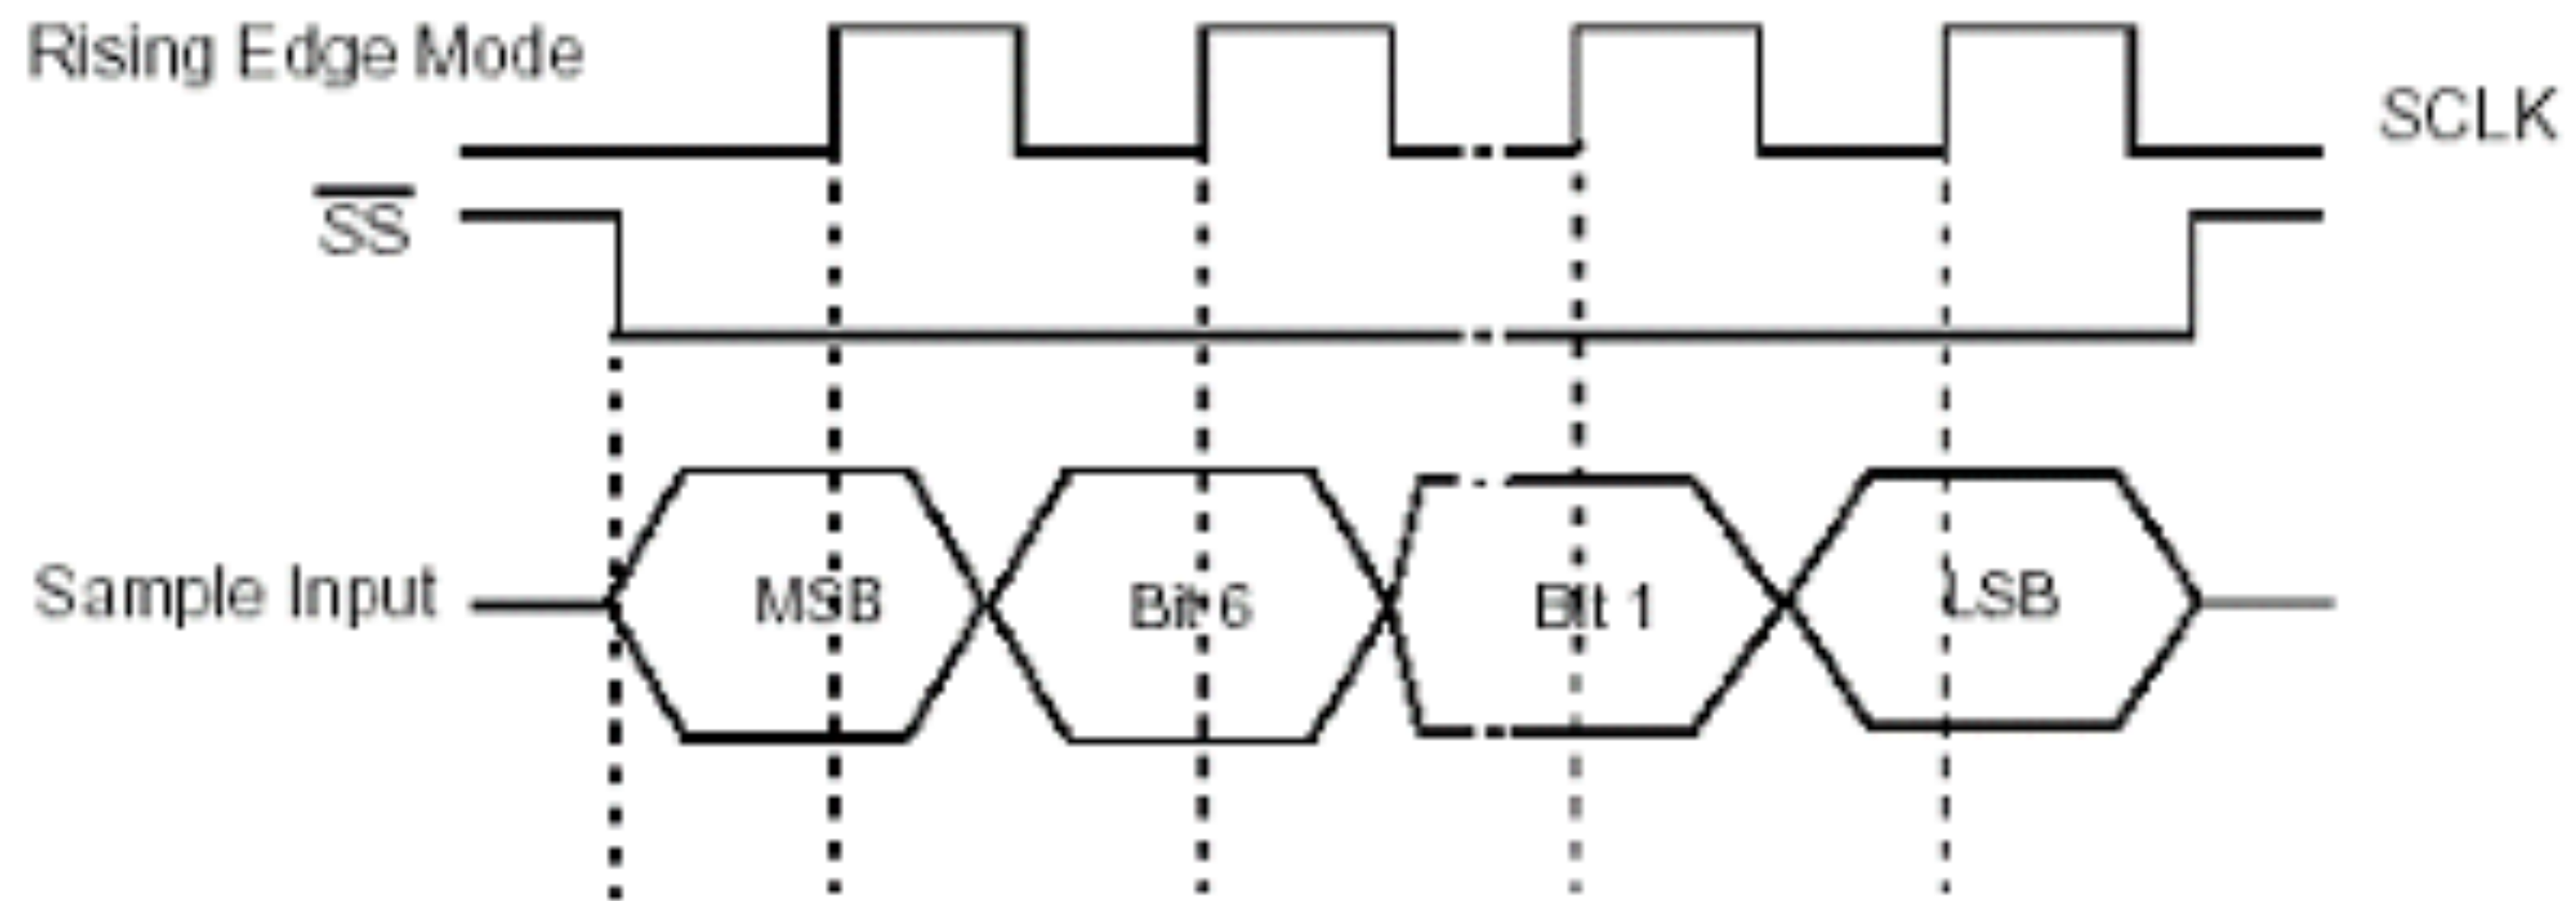 Rising Edge Mode
SCLK
SS
Sample Input
MSB
Bit 6
Bit 1
LSB